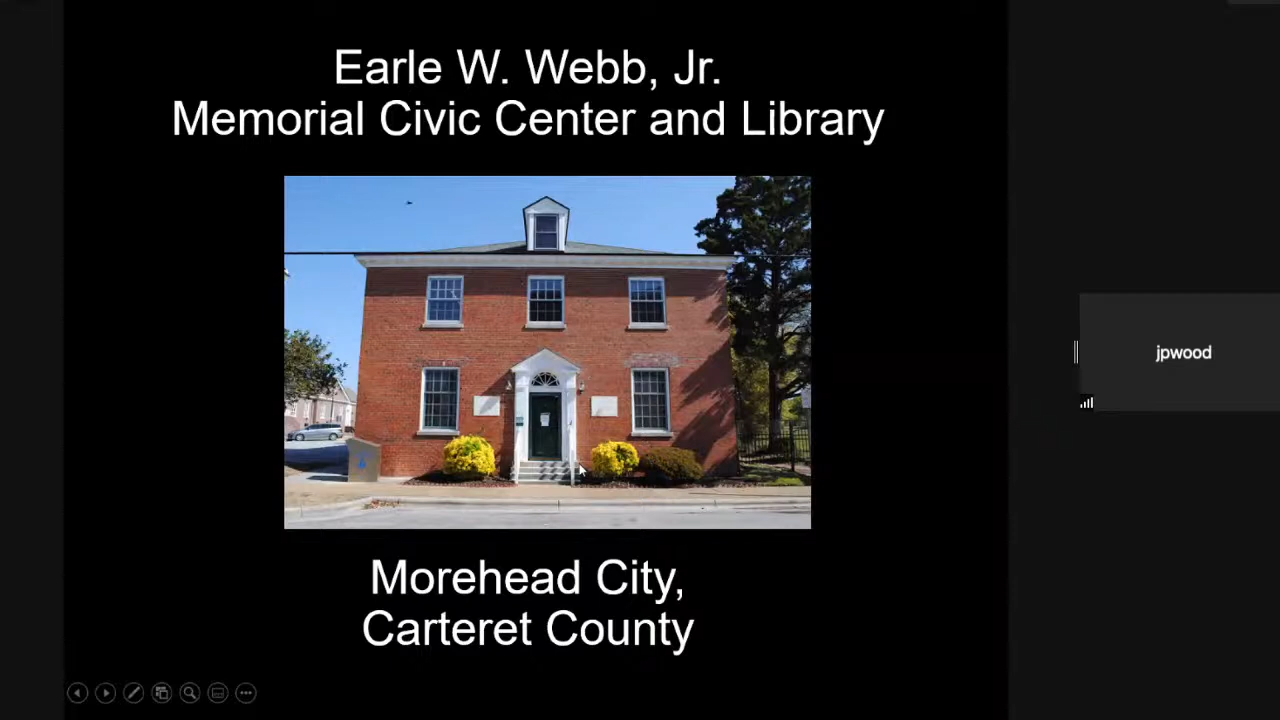 Earle W. Webb, Jr.
Memorial Civic Center and Library
Morehead City,
Carteret County
jpwood